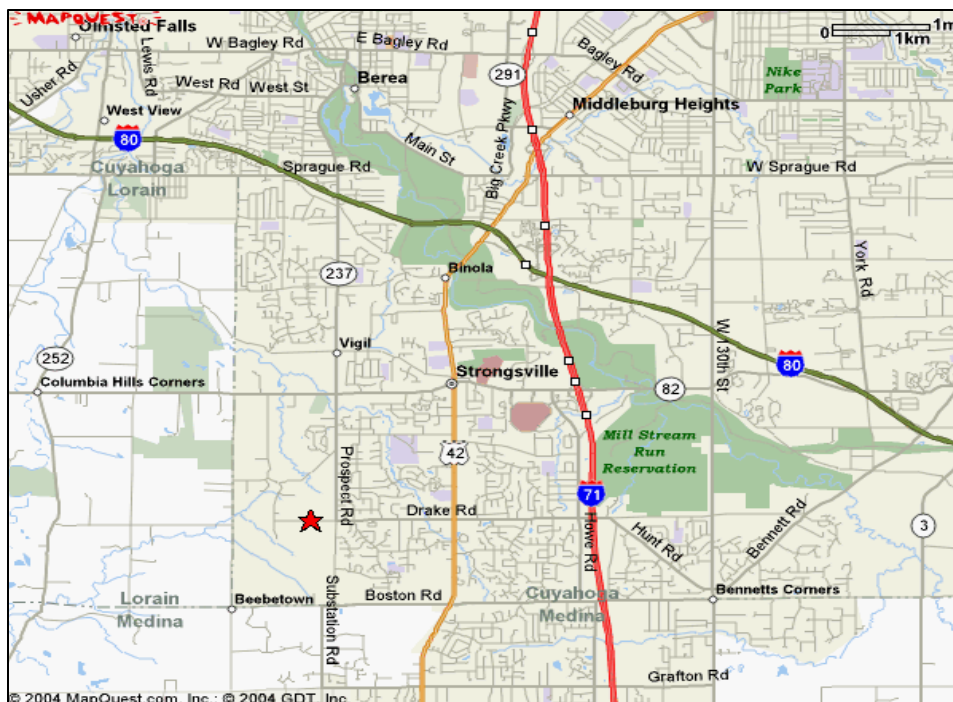 MAPQUEST.
Olmsted Falls
Lewis Rd
W Bagley Rd
E Bagley Rd
Bagley Rd
0
1m
1km
Usher Rd
West Rd
West St
Berea
291
Nike
Park
West View
Middleburg Heights
80
Main St
Big Creek Pkwy
Sprague Rd
W Sprague Rd
Cuyahoga
Lorain
237
Binola
York Rd
252
Vigil
W 130th St
80
Columbia Hills Corners
Strongsville
82
42
Mill Stream
Run
Reservation
Prospect Rd
71
Drake Rd
Howe Rd
Hunt Rd
Bennett Rd
3
Substation Rd
Lorain
Medina
Beebetown
Boston Rd
Cuyahoga
Medina
Bennetts Corners
Grafton Rd
© 2004 MapQuest.com, Inc.; © 2004 GDT, Inc.